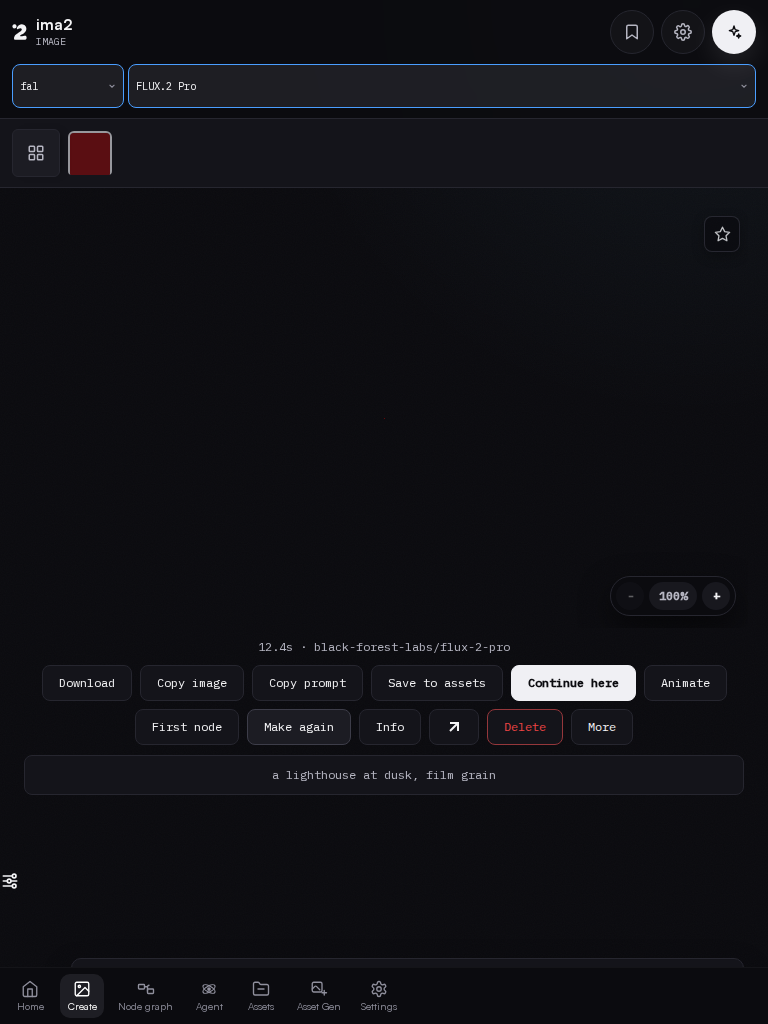 ima2
IMAGE
fal
FLUX.2 Pro
- 100% +
12.4s · black-forest-labs/flux-2-pro
Download Copy image Copy prompt Save to assets Continue here Animate
First node Make again Info Delete More
a lighthouse at dusk, film grain
Home Create Node graph Agent Assets Asset Gen Settings